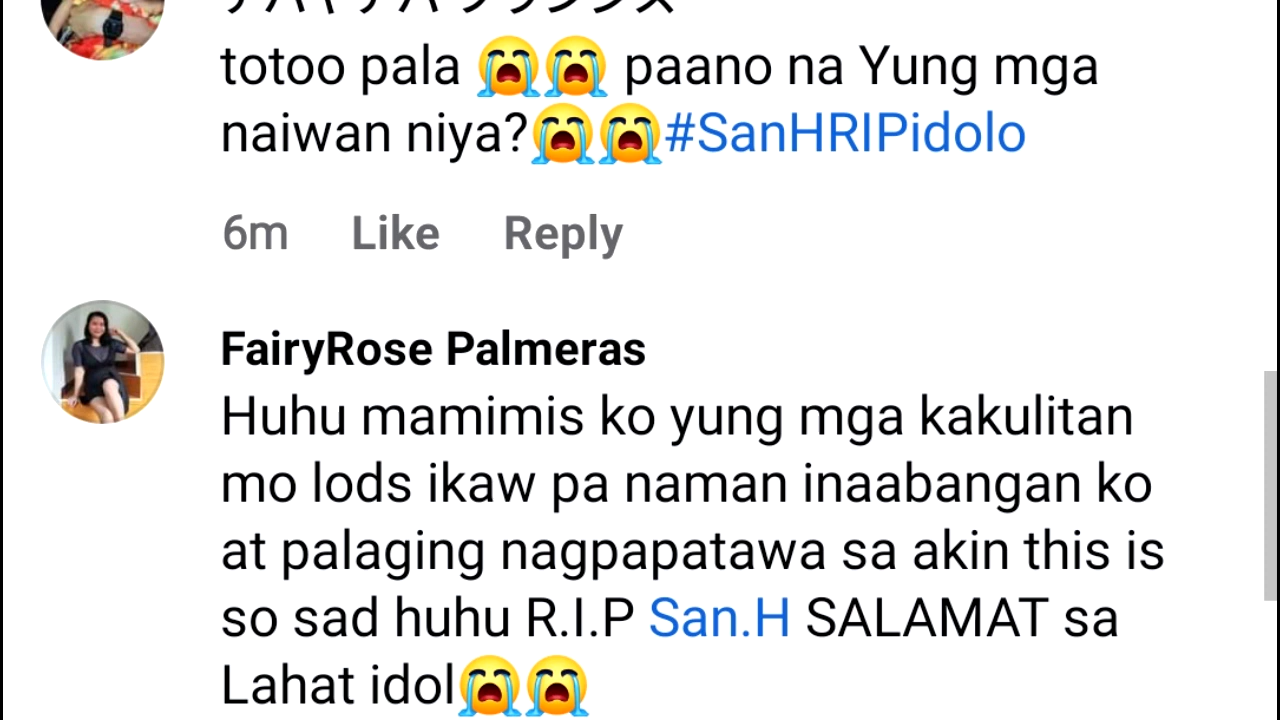 totoo pala 😭😭 paano na Yung mga
naiwan niya?😭😭#SanHRIPidolo
6m Like Reply
FairyRose Palmeras
Huhu mamimis ko yung mga kakulitan
mo lods ikaw pa naman inaabangan ko
at palaging nagpapatawa sa akin this is
so sad huhu R.I.P San.H SALAMAT sa
Lahat idol😭😭